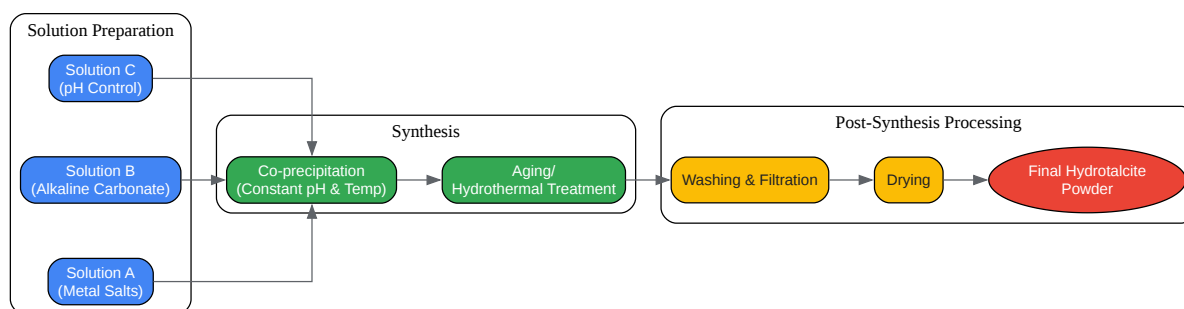 Solution Preparation
Solution C
(pH Control)
Solution B
(Alkaline Carbonate)
Solution A
(Metal Salts)
Synthesis
Co-precipitation
(Constant pH & Temp)
Aging/
Hydrothermal Treatment
Post-Synthesis Processing
Washing & Filtration
Drying
Final Hydrotalcite
Powder